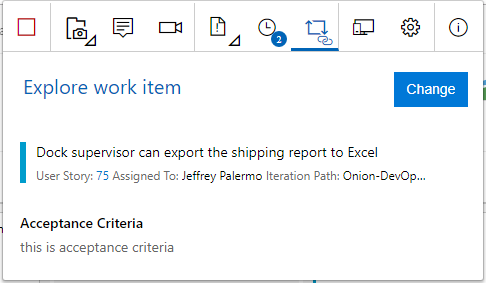 2
Explore work item
Change
Dock supervisor can export the shipping report to Excel
User Story: 75 Assigned To: Jeffrey Palermo Iteration Path: Onion-DevOp...
Acceptance Criteria
this is acceptance criteria